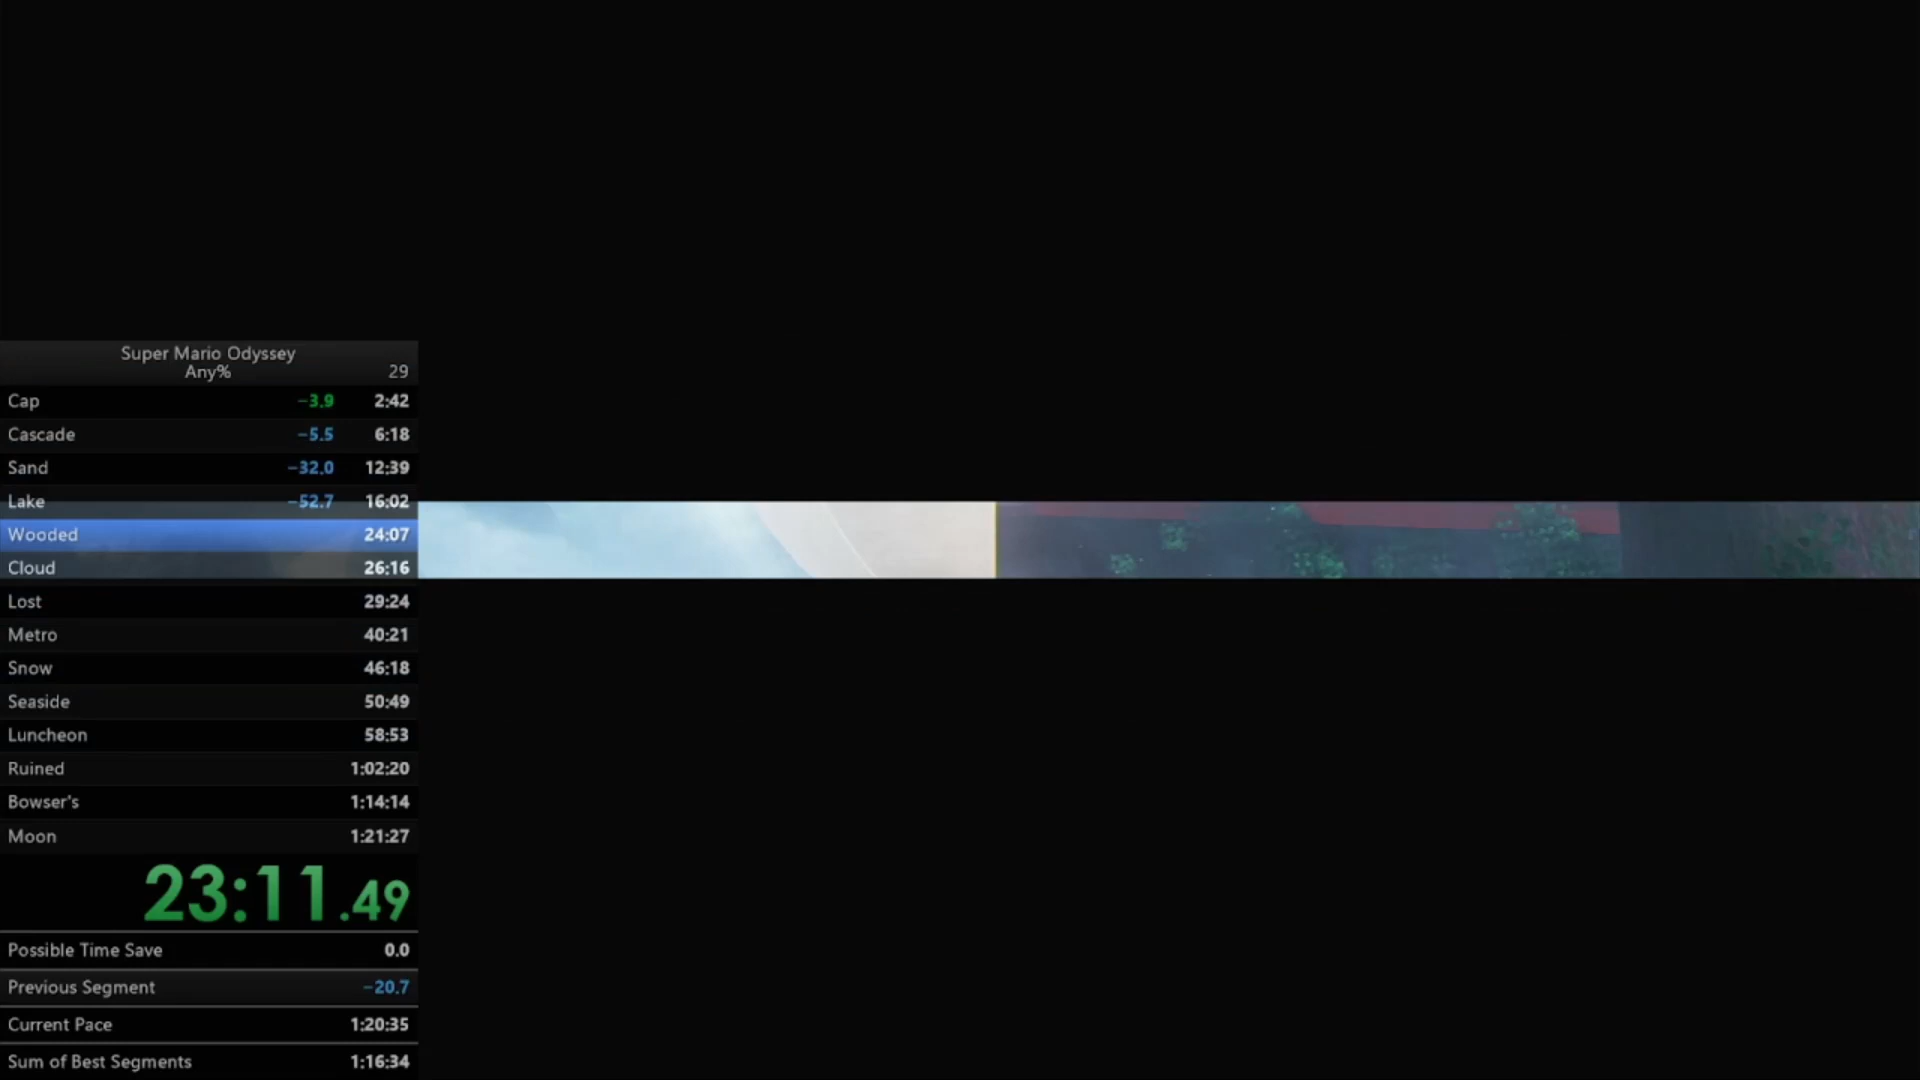 Super Mario Odyssey
Any% 29
Cap −3.9 2:42
Cascade −5.5 6:18
Sand −32.0 12:39
Lake −52.7 16:02
Wooded 24:07
Cloud 26:16
Lost 29:24
Metro 40:21
Snow 46:18
Seaside 50:49
Luncheon 58:53
Ruined 1:02:20
Bowser's 1:14:14
Moon 1:21:27
23:11.49
Possible Time Save 0.0
Previous Segment −20.7
Current Pace 1:20:35
Sum of Best Segments 1:16:34